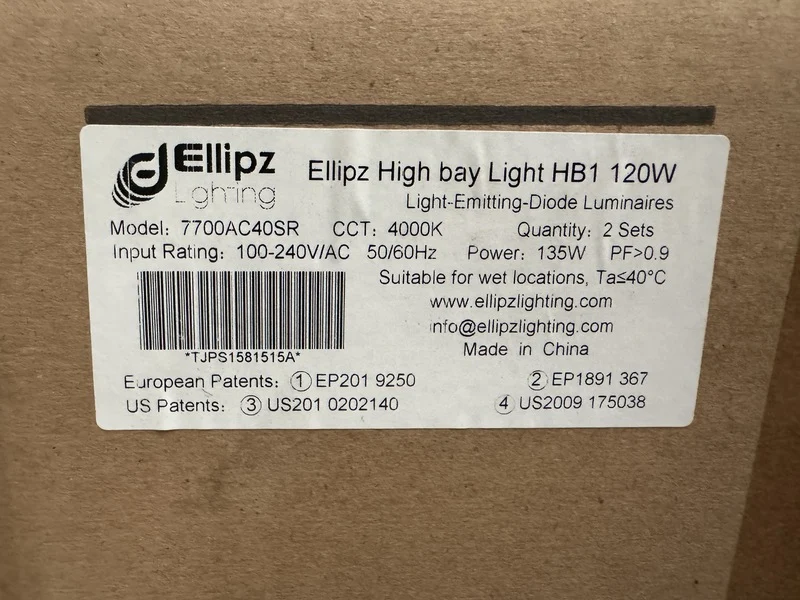 Ellipz
Lighting
Ellipz High bay Light HB1 120W
Light-Emitting-Diode Luminaires
Model: 7700AC40SR CCT: 4000K Quantity: 2 Sets
Input Rating: 100-240V/AC 50/60Hz Power: 135W PF>0.9
Suitable for wet locations, Ta≤40°C
www.ellipzlighting.com
info@ellipzlighting.com
Made in China
*TJPS1581515A*
European Patents: ① EP201 9250 ② EP1891 367
US Patents: ③ US201 0202140 ④ US2009 175038